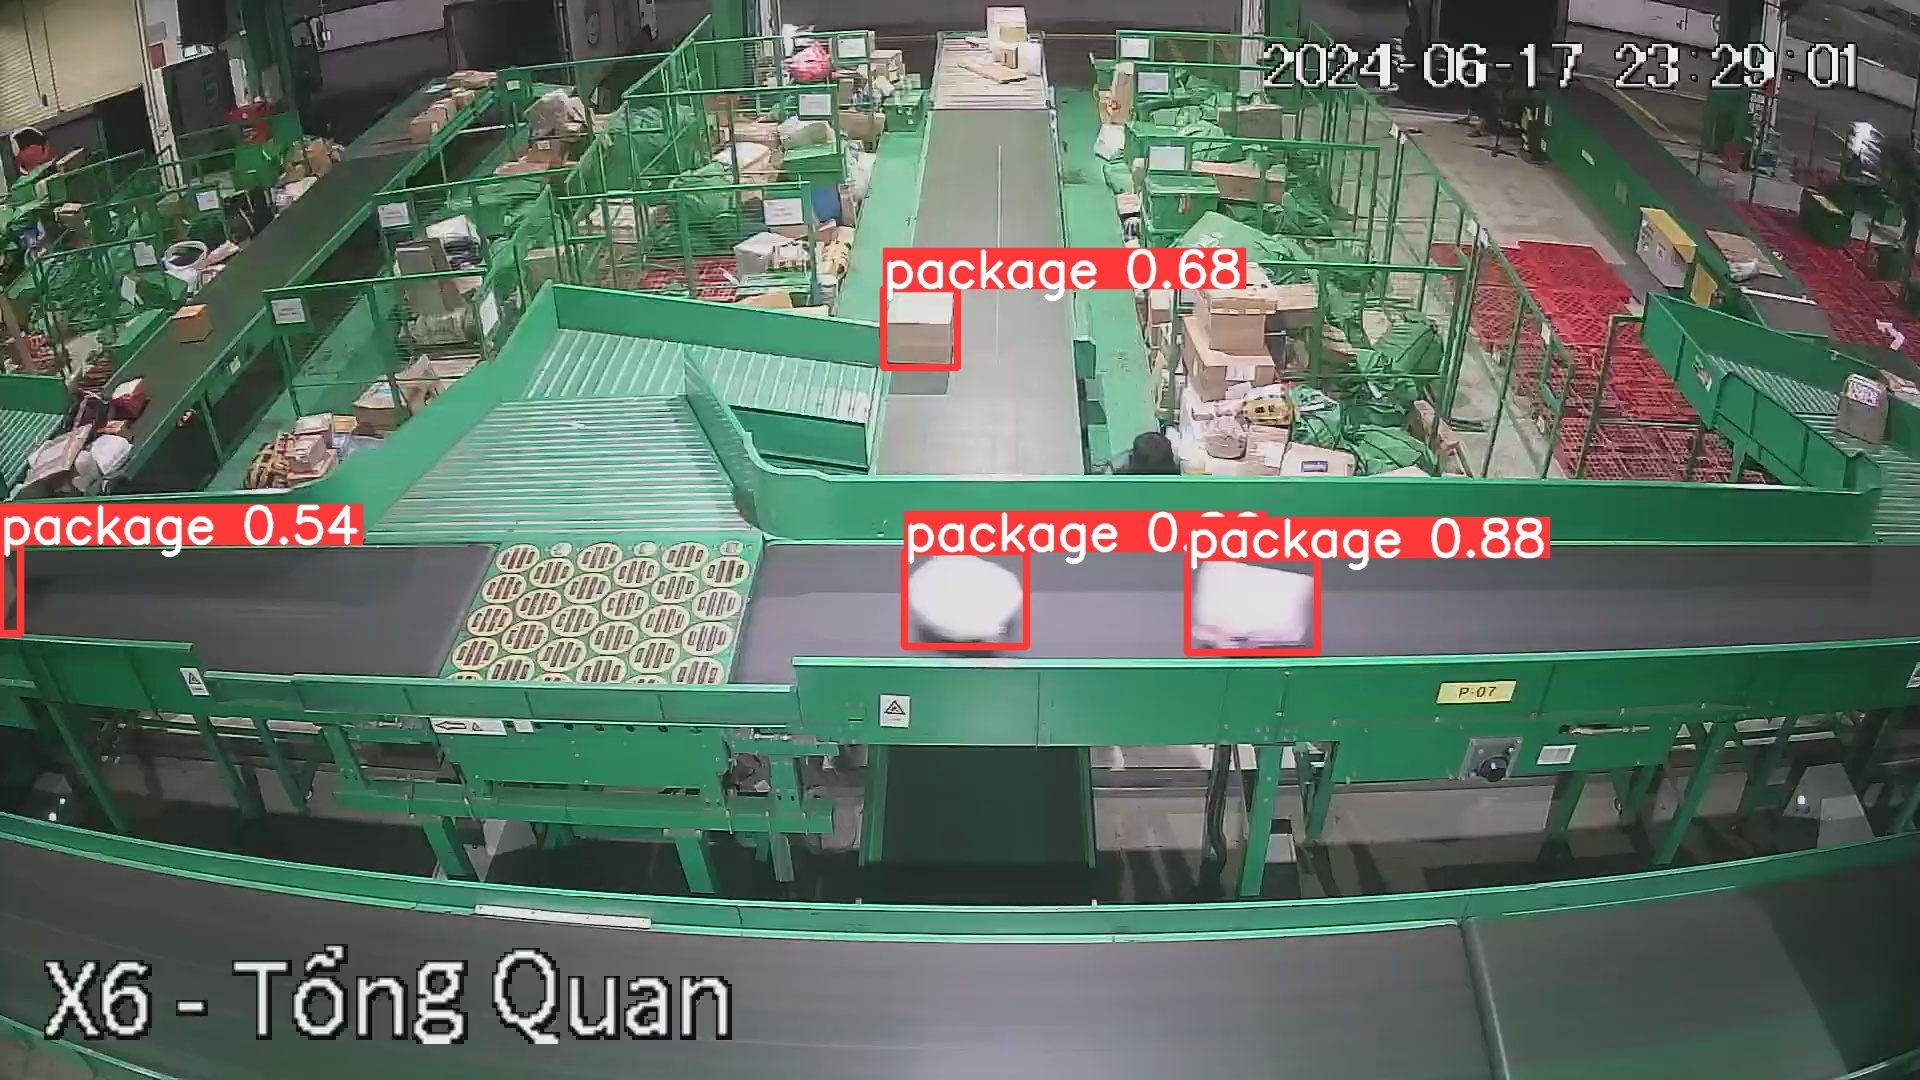 2024-06-17 23:29:01
package 0.68
package 0.54
package
package 0.88
P-07
X6 - Tổng Quan